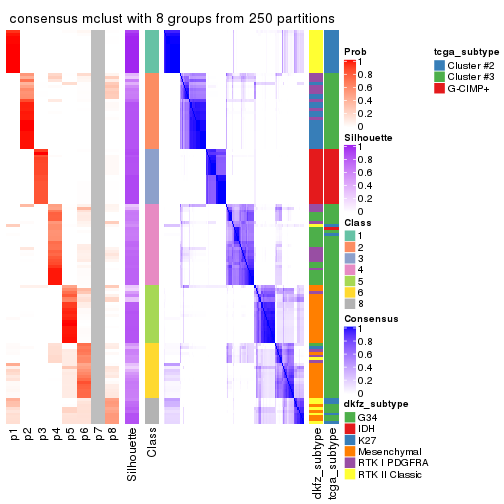 consensus mclust with 8 groups from 250 partitions
Prob
1
0.8
0.6
0.4
0.2
0
Silhouette
1
0.8
0.6
0.4
0.2
0
Class
1
2
3
4
5
6
8
Consensus
1
0.8
0.6
0.4
0.2
0
dkfz_subtype
G34
IDH
K27
Mesenchymal
RTK I PDGFRA
RTK II Classic
tcga_subtype
Cluster #2
Cluster #3
G-CIMP+
p1
p2
p3
p4
p5
p6
p7
p8
Silhouette
Class
dkfz_subtype
tcga_subtype